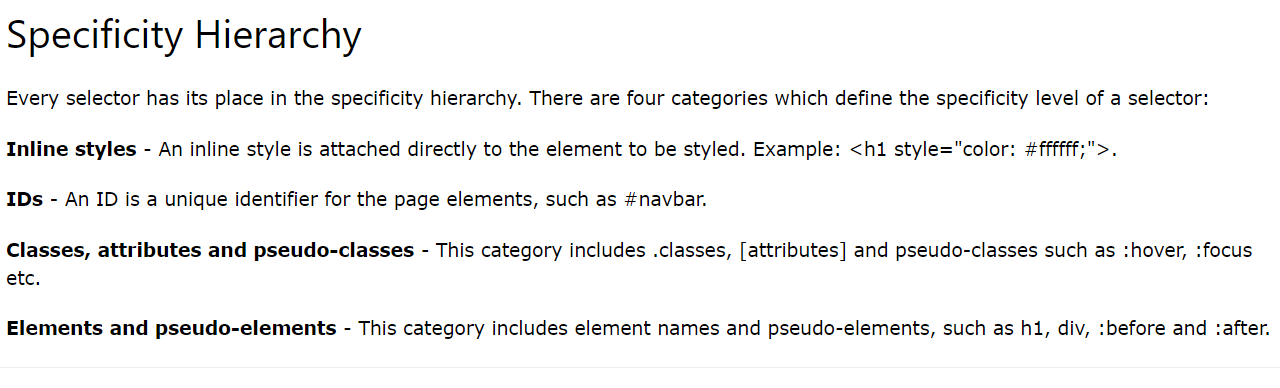 Specificity Hierarchy
Every selector has its place in the specificity hierarchy. There are four categories which define the specificity level of a selector:
Inline styles - An inline style is attached directly to the element to be styled. Example: <h1 style="color: #ffffff;">.
IDs - An ID is a unique identifier for the page elements, such as #navbar.
Classes, attributes and pseudo-classes - This category includes .classes, [attributes] and pseudo-classes such as :hover, :focus
etc.
Elements and pseudo-elements - This category includes element names and pseudo-elements, such as h1, div, :before and :after.